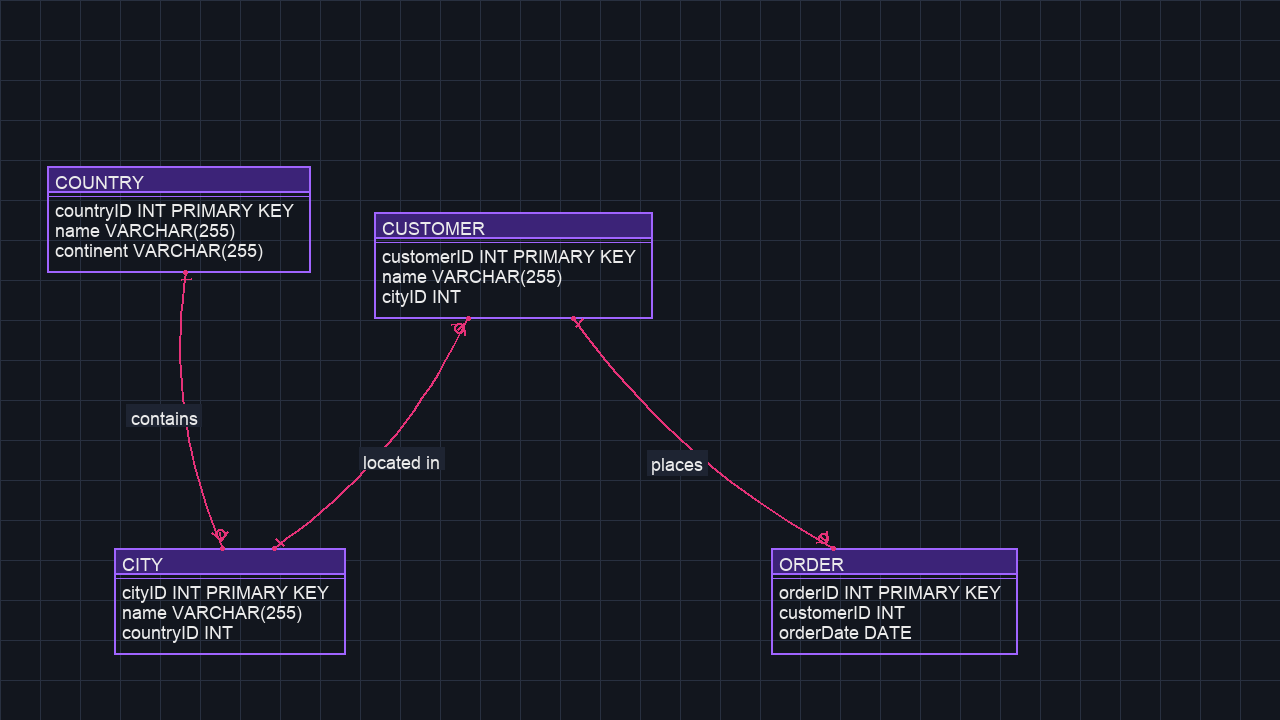 COUNTRY
countryID INT PRIMARY KEY
name VARCHAR(255)
continent VARCHAR(255)
CUSTOMER
customerID INT PRIMARY KEY
name VARCHAR(255)
cityID INT
contains
located in
places
CITY
cityID INT PRIMARY KEY
name VARCHAR(255)
countryID INT
ORDER
orderID INT PRIMARY KEY
customerID INT
orderDate DATE